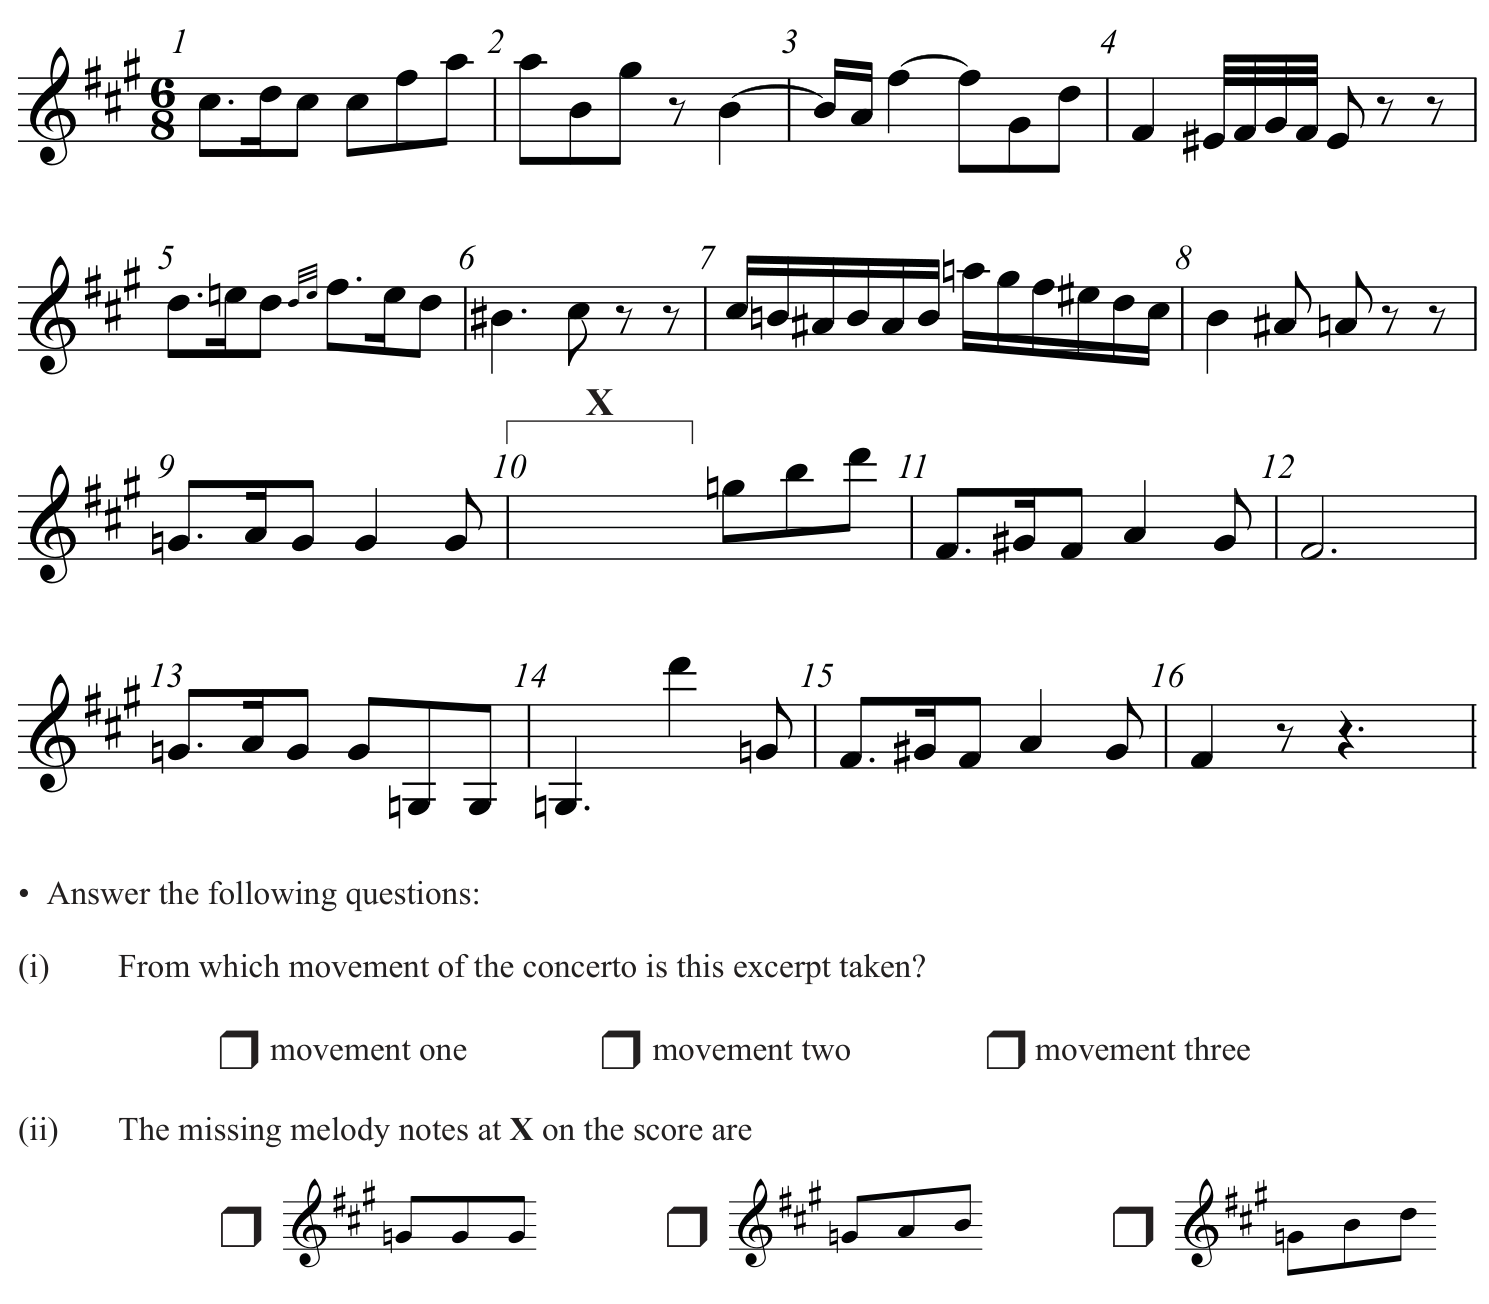 1 2 3 4
6
8
5 6 7 8
X
9 10 11 12
13 14 15 16
• Answer the following questions:
(i) From which movement of the concerto is this excerpt taken?
movement one movement two movement three
(ii) The missing melody notes at X on the score are